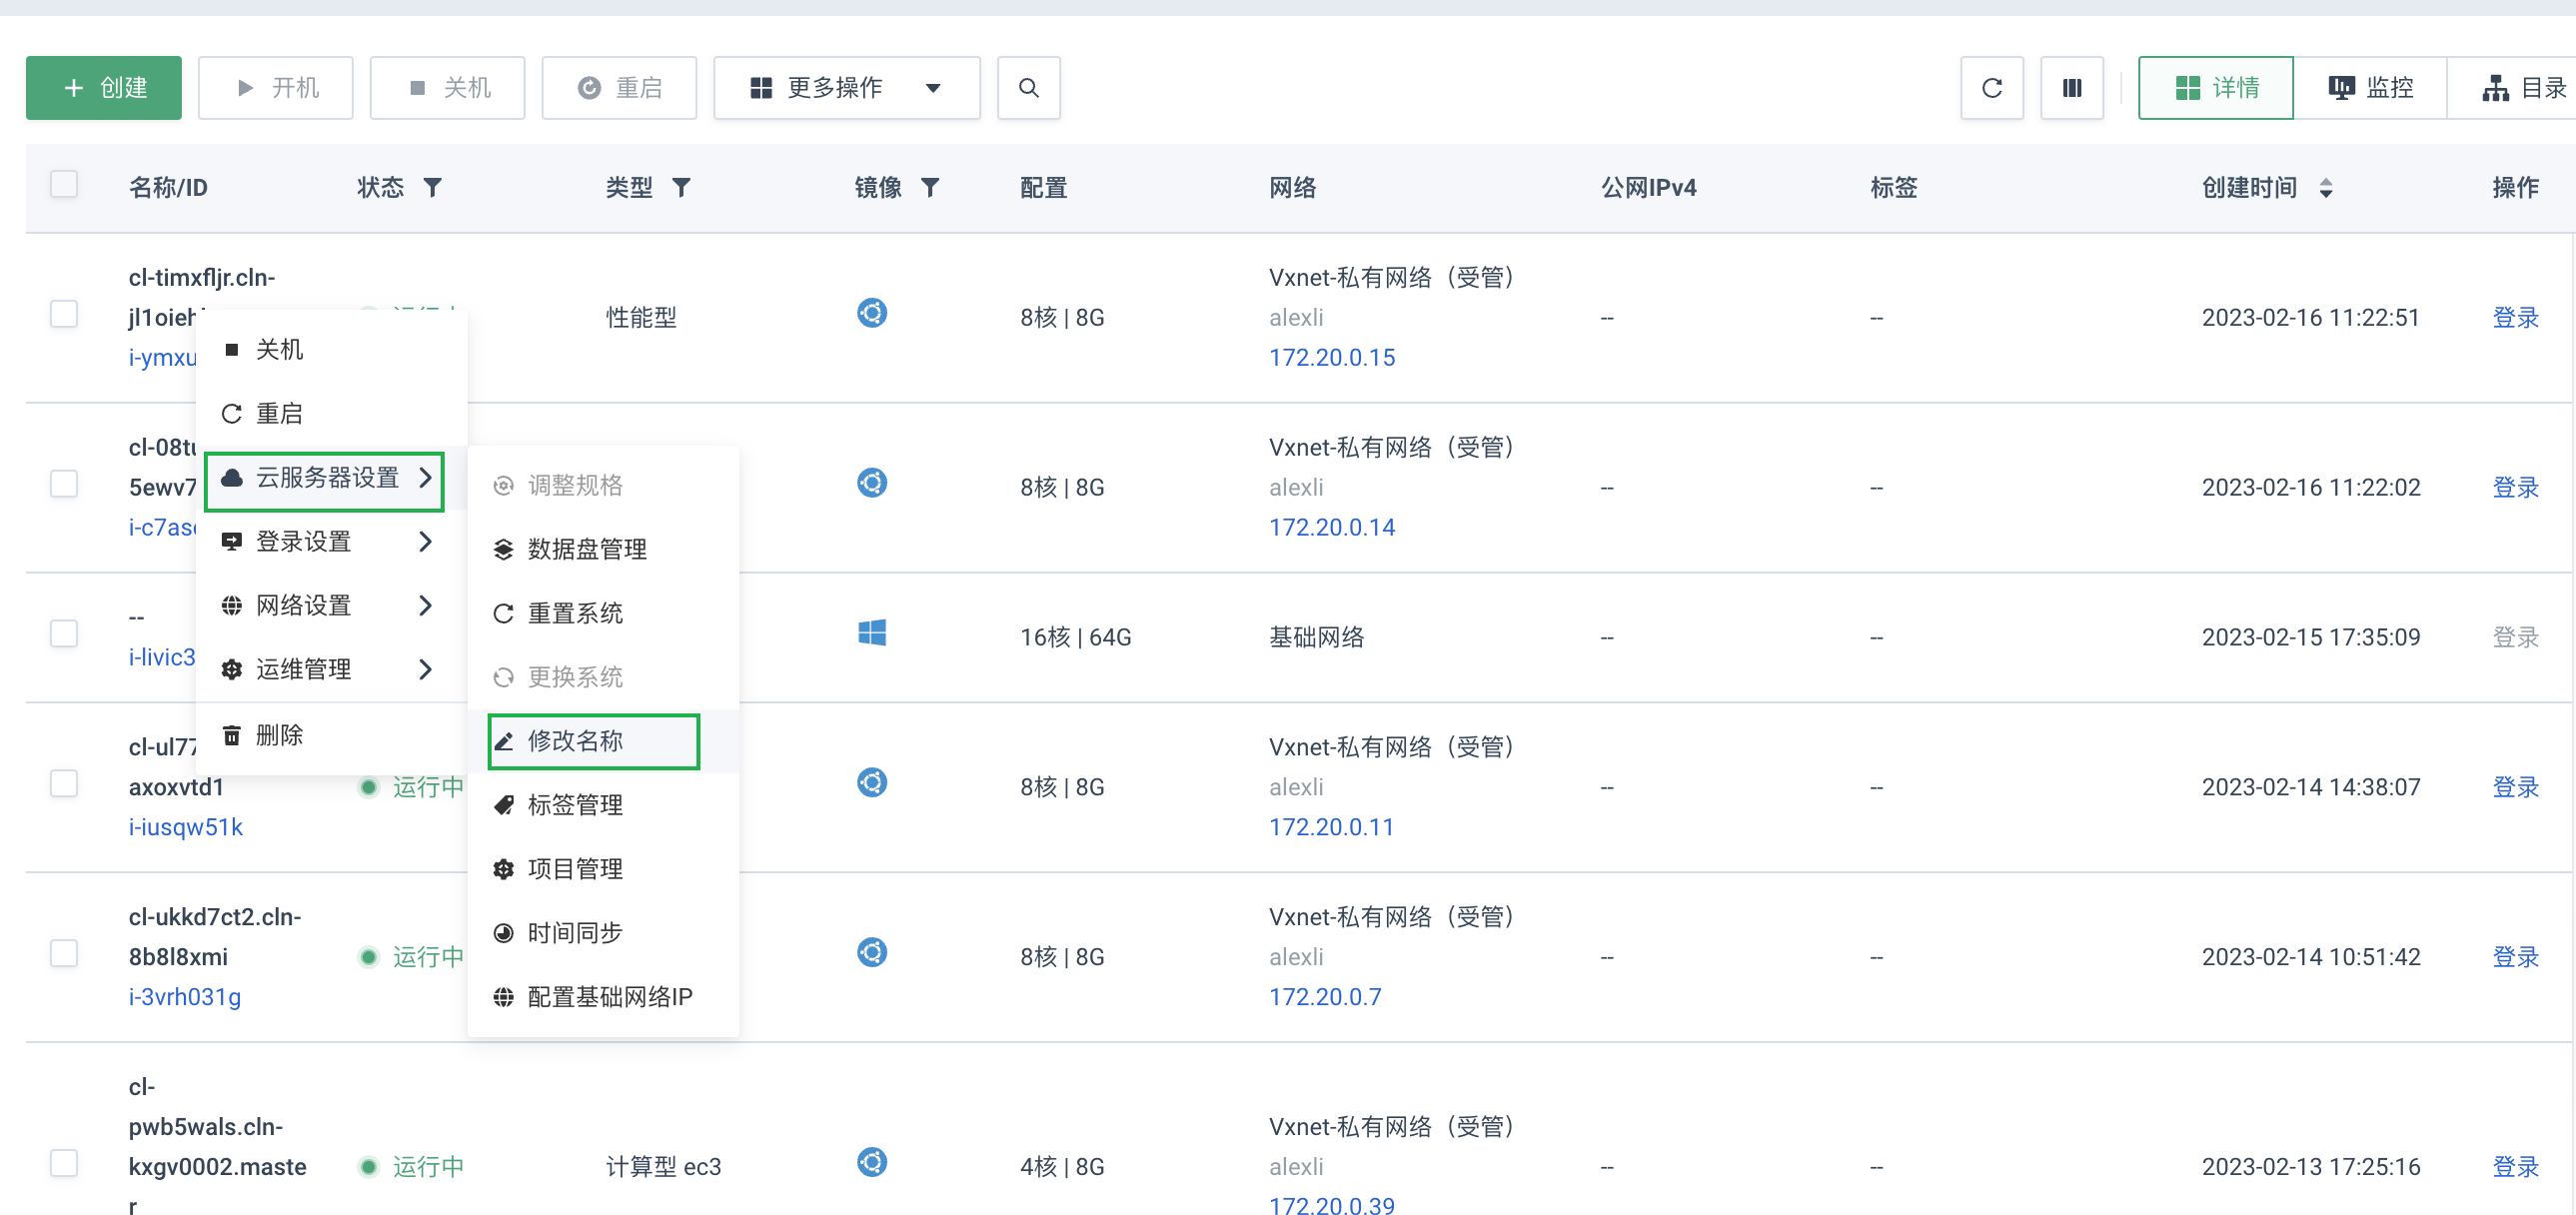 创建 开机 关机 重启 更多操作 详情 监控 目录
名称/ID 状态 类型 镜像 配置 网络 公网IPv4 标签 创建时间 操作
cl-timxfljr.cln-
Vxnet-私有网络（受管）
性能型 8核 | 8G alexli -- -- 2023-02-16 11:22:51 登录
172.20.0.15
关机
重启
云服务器设置
登录设置
网络设置
运维管理
删除
调整规格
数据盘管理
重置系统
更换系统
修改名称
标签管理
项目管理
时间同步
配置基础网络IP
cl-08tu
Vxnet-私有网络（受管）
5ewv7 8核 | 8G alexli -- -- 2023-02-16 11:22:02 登录
172.20.0.14
--
i-livic3
16核 | 64G 基础网络 -- -- 2023-02-15 17:35:09 登录
cl-ul77
Vxnet-私有网络（受管）
axoxvtd1 运行中 8核 | 8G alexli -- -- 2023-02-14 14:38:07 登录
i-iusqw51k 172.20.0.11
cl-ukkd7ct2.cln- Vxnet-私有网络（受管）
8b8l8xmi 运行中 8核 | 8G alexli -- -- 2023-02-14 10:51:42 登录
i-3vrh031g 172.20.0.7
cl-
pwb5wals.cln- Vxnet-私有网络（受管）
kxgv0002.maste 运行中 计算型 ec3 4核 | 8G alexli -- -- 2023-02-13 17:25:16 登录
r 172.20.0.39